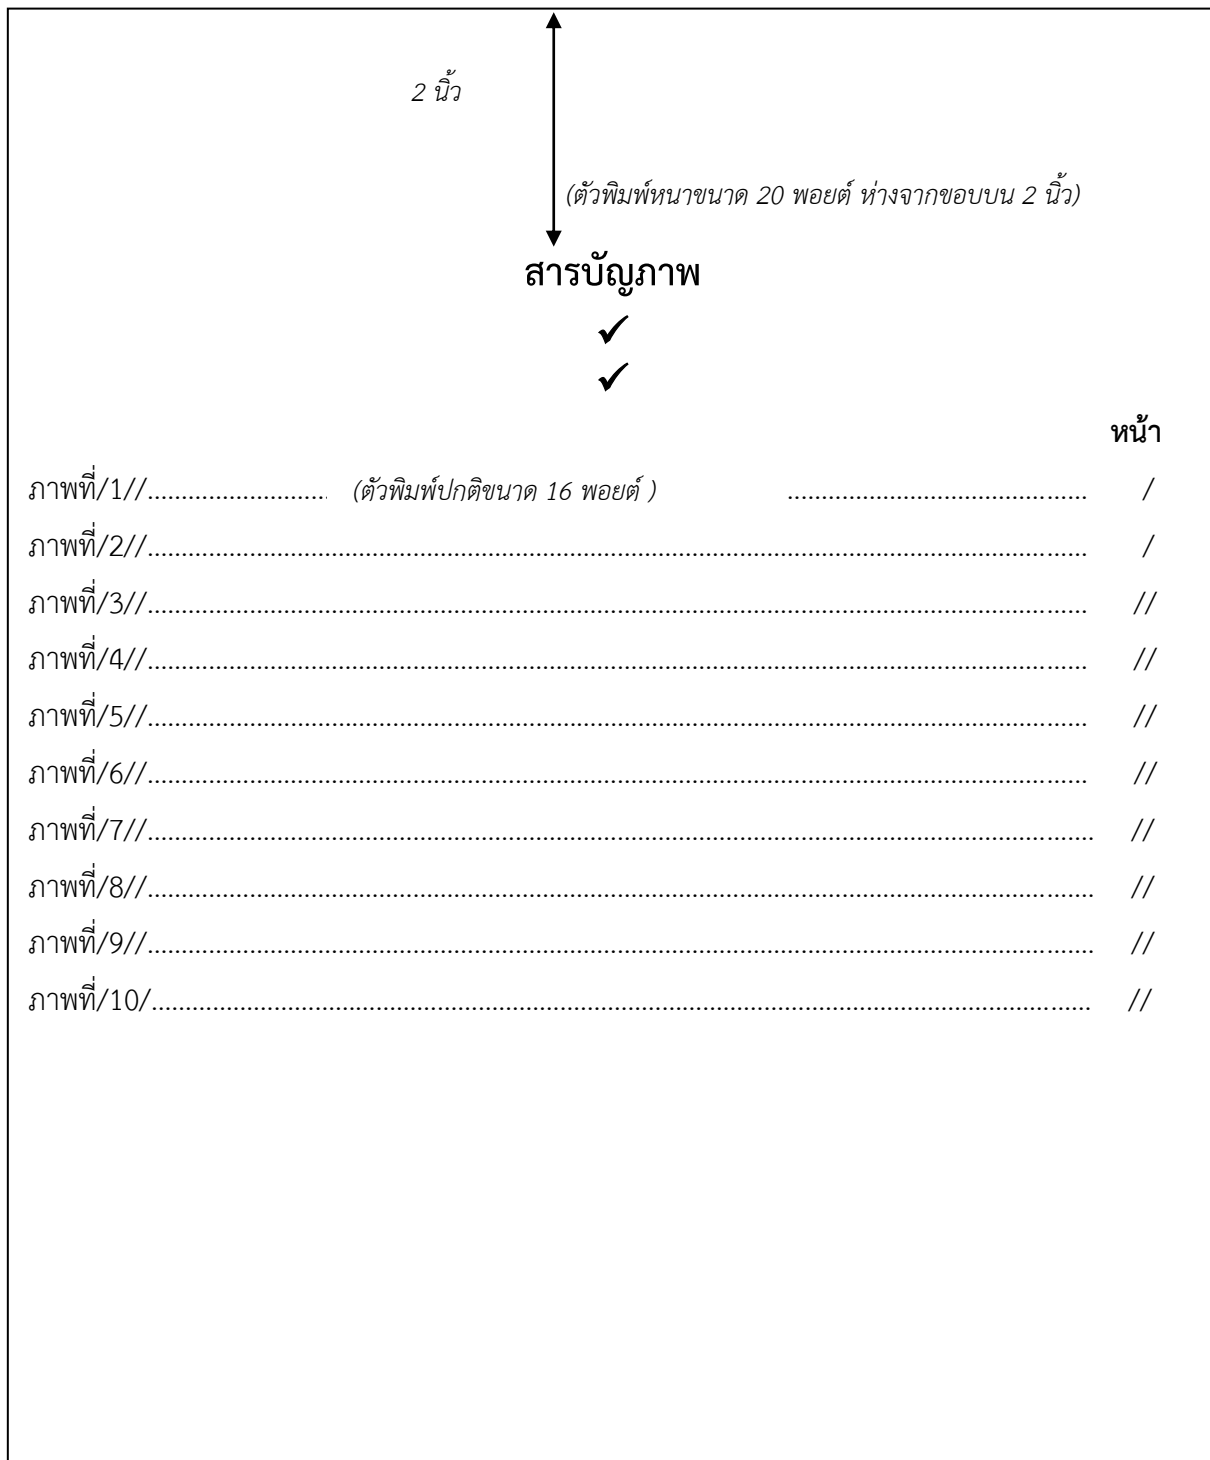 2 นิ้ว
(ตัวพิมพ์หนาขนาด 20 พอยต์ ห่างจากขอบบน 2 นิ้ว)
สารบัญภาพ
✓
✓
หน้า
ภาพที่/1//........................... (ตัวพิมพ์ปกติขนาด 16 พอยต์ ) ............................................ /
ภาพที่/2//.......................................................................................................................................... /
ภาพที่/3//.......................................................................................................................................... //
ภาพที่/4//.......................................................................................................................................... //
ภาพที่/5//.......................................................................................................................................... //
ภาพที่/6//.......................................................................................................................................... //
ภาพที่/7//........................................................................................................................................... //
ภาพที่/8//........................................................................................................................................... //
ภาพที่/9//........................................................................................................................................... //
ภาพที่/10/.......................................................................................................................................... //